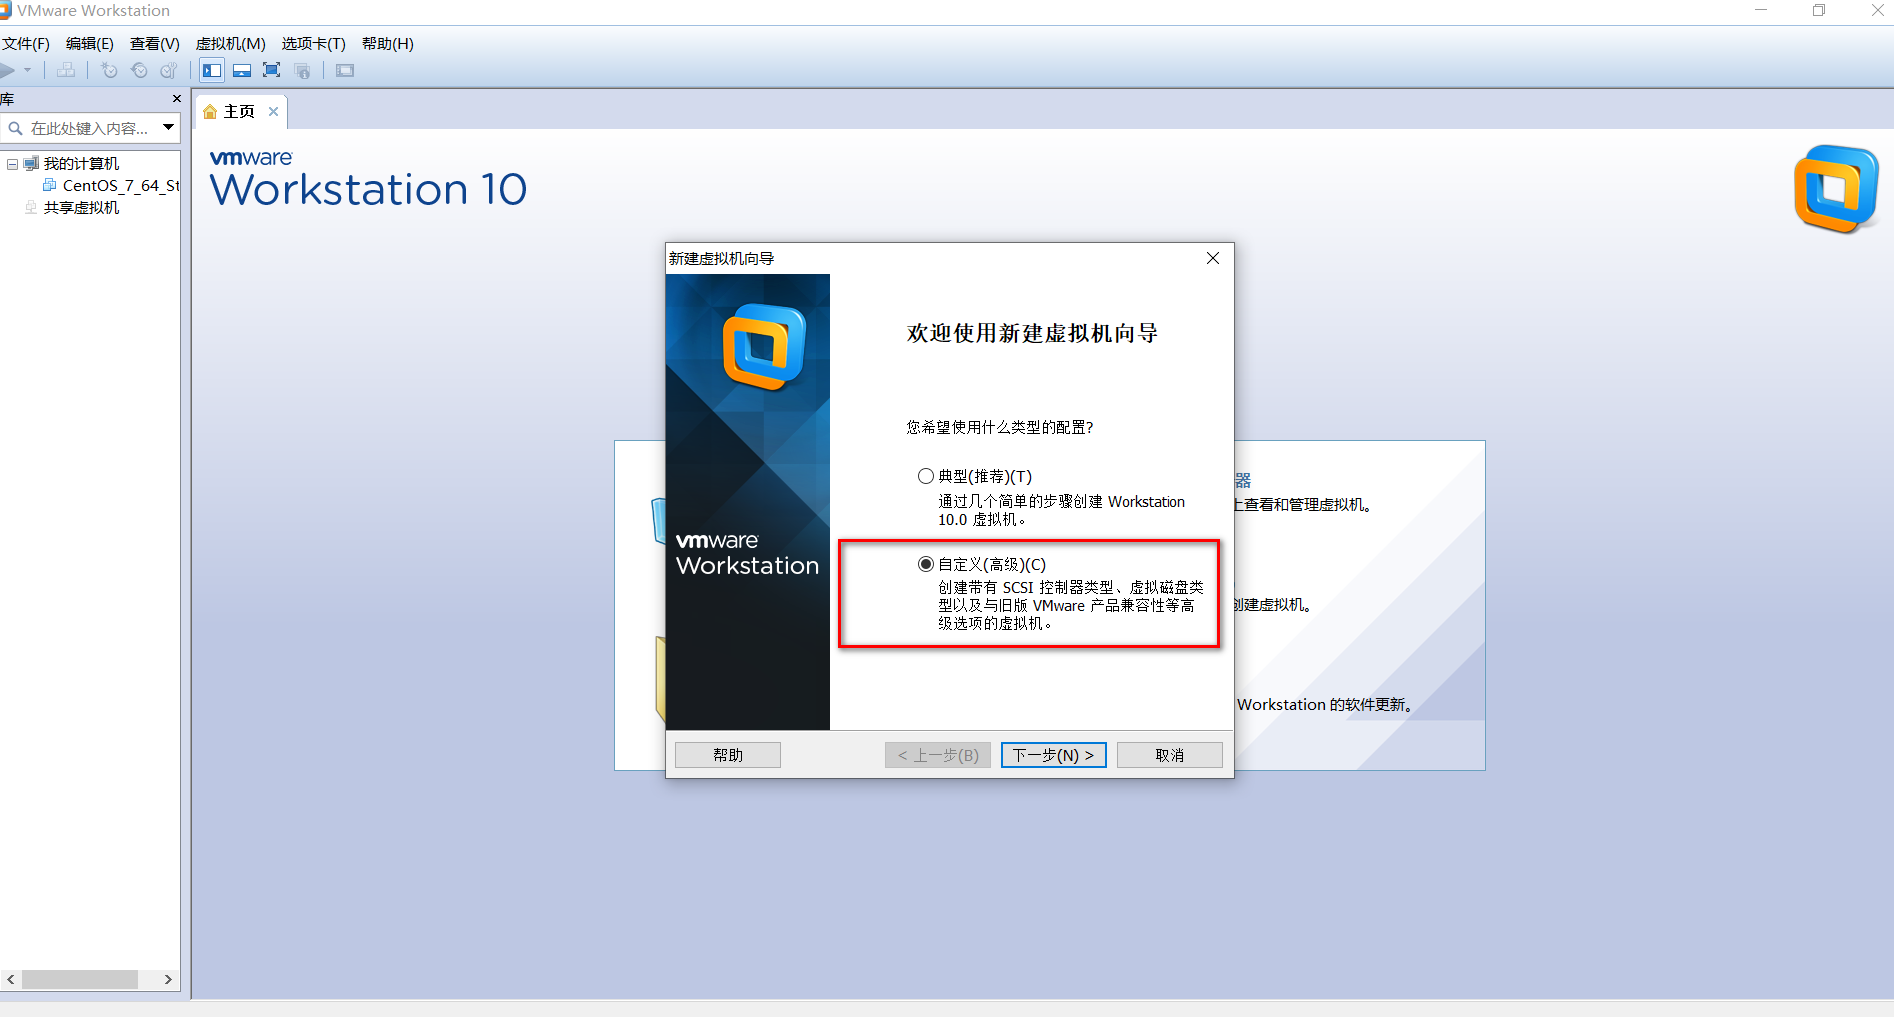 VMware Workstation
文件(F) 编辑(E) 查看(V) 虚拟机(M) 选项卡(T) 帮助(H)
库
在此处键入内容...
我的计算机
CentOS_7_64_St
共享虚拟机
主页
vmware
Workstation 10
新建虚拟机向导
vmware
Workstation
欢迎使用新建虚拟机向导
您希望使用什么类型的配置?
典型(推荐)(T)
通过几个简单的步骤创建 Workstation
10.0 虚拟机。
自定义(高级)(C)
创建带有 SCSI 控制器类型、虚拟磁盘类
型以及与旧版 VMware 产品兼容性等高
级选项的虚拟机。
帮助
< 上一步(B)
下一步(N) >
取消
器
上查看和管理虚拟机。
创建虚拟机。
Workstation 的软件更新。